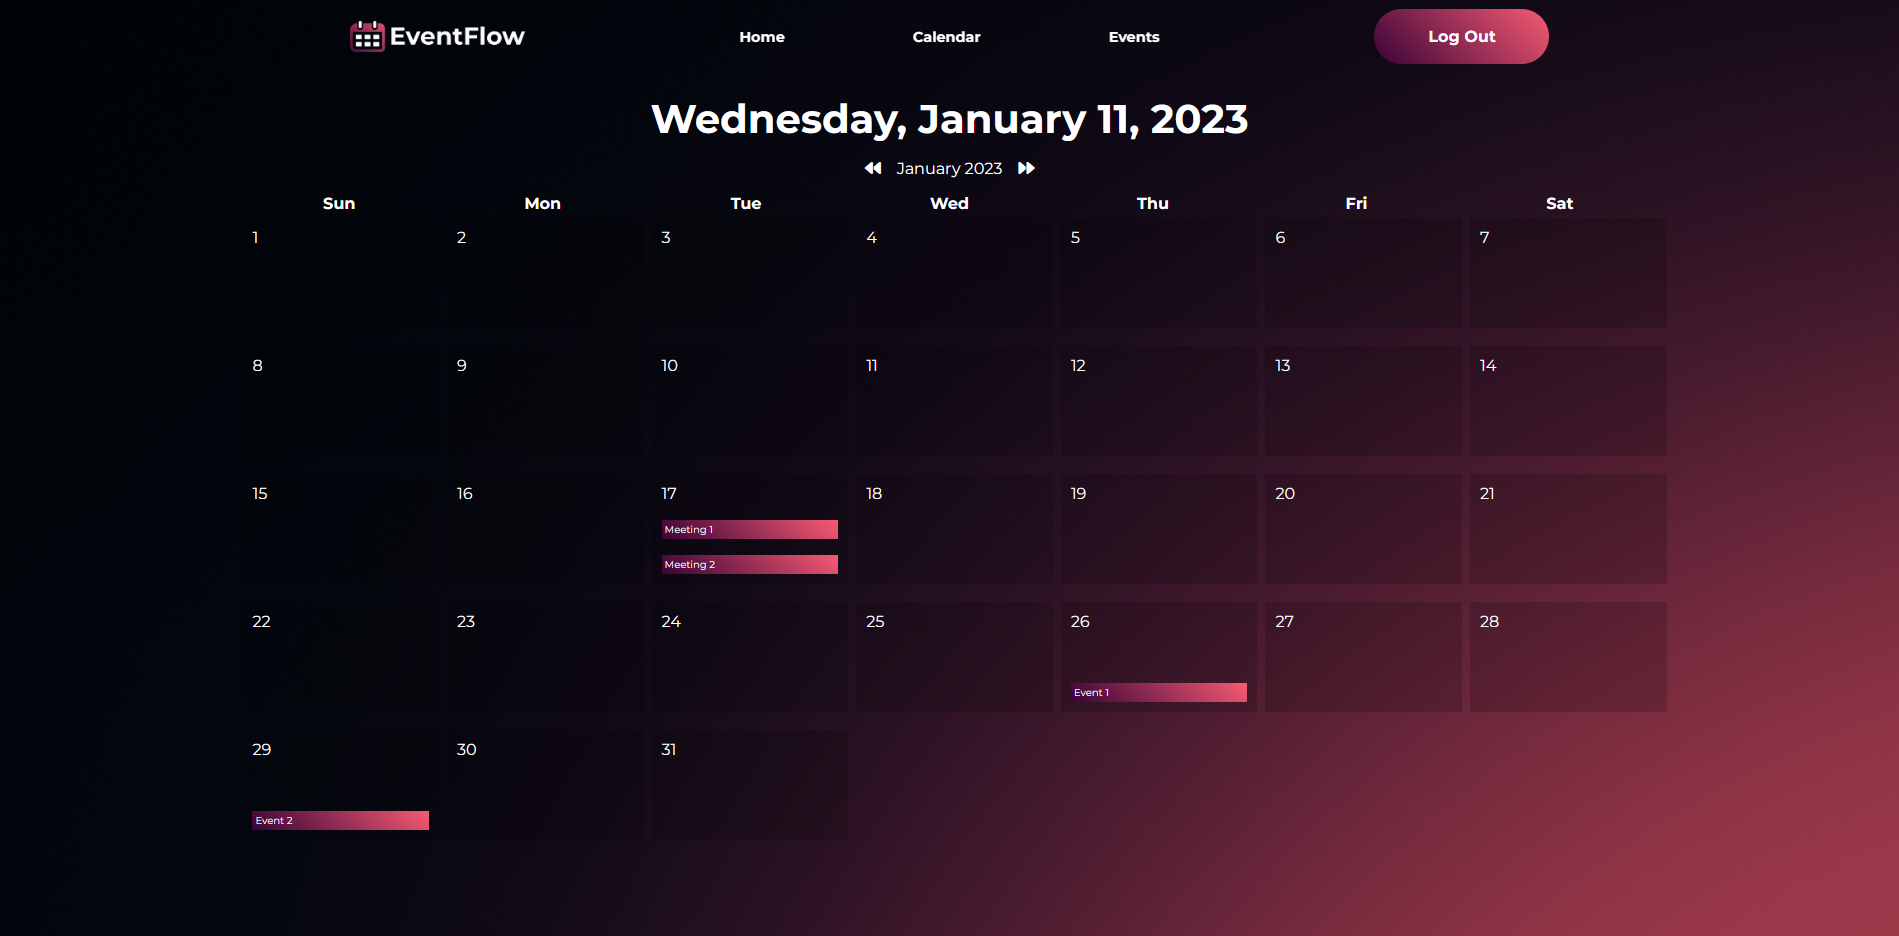 EventFlow Home Calendar Events Log Out
Wednesday, January 11, 2023
January 2023
Sun Mon Tue Wed Thu Fri Sat
1 2 3 4 5 6 7
8 9 10 11 12 13 14
15 16 17 18 19 20 21
Meeting 1
Meeting 2
22 23 24 25 26 27 28
Event 1
29 30 31
Event 2